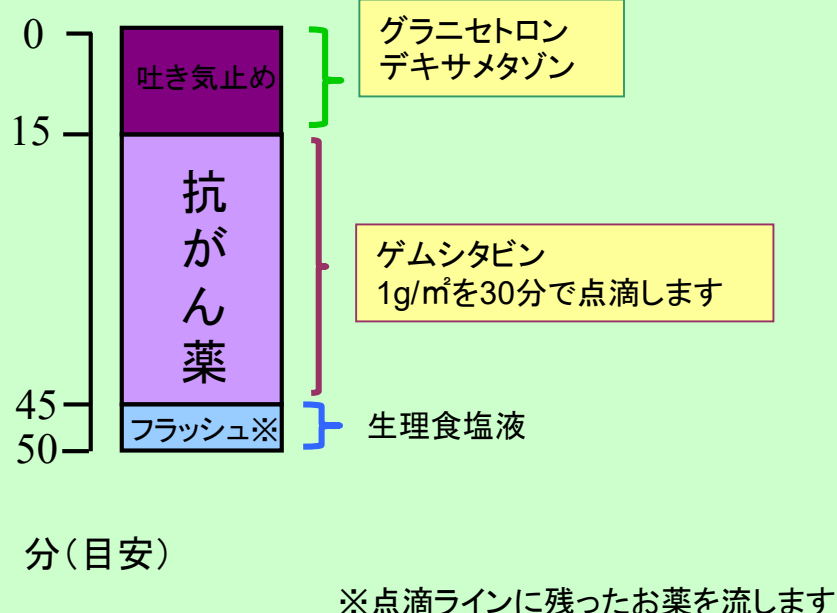 0
吐き気止め
グラニセトロン
デキサメタゾン
15
抗がん薬
ゲムシタビン
1g/㎡を30分で点滴します
45
フラッシュ※
生理食塩液
50
分(目安)
※点滴ラインに残ったお薬を流します